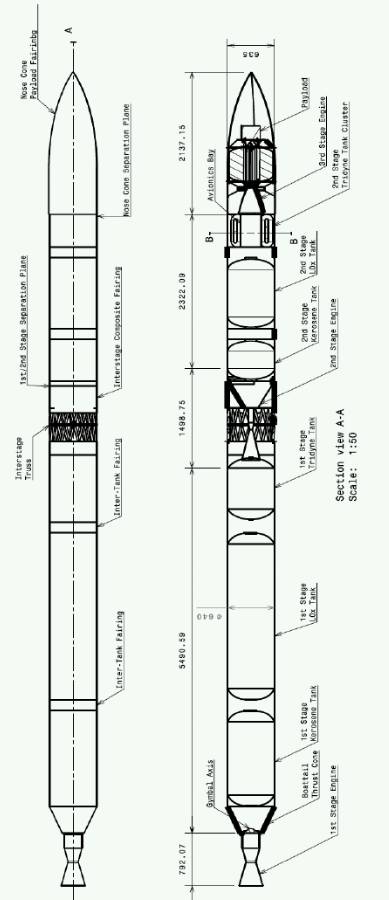 A
Nose Cone
Payload Fairinbg
Nose Cone Separation Plane
1st/2nd Stage Separation Plane
Interstage Composite Fairing
Interstage
Truss
Inter-Tank Fairing
Inter-Tank Fairing
635
2137.15
2322.09
1498.75
5490.59
792.07
ø 640
Payload
3rd Stage Engine
2nd Stage
Tridyne Tank Cluster
Avionics Bay
B
B
2nd Stage
LOx Tank
2nd Stage
Kerosene Tank
2nd Stage Engine
1st Stage
Tridyne Tank
1st Stage
LOx Tank
1st Stage
Kerosene Tank
Gymbal Axis
Boattail
Thrust Cone
1st Stage Engine
Section view A-A
Scale: 1:50